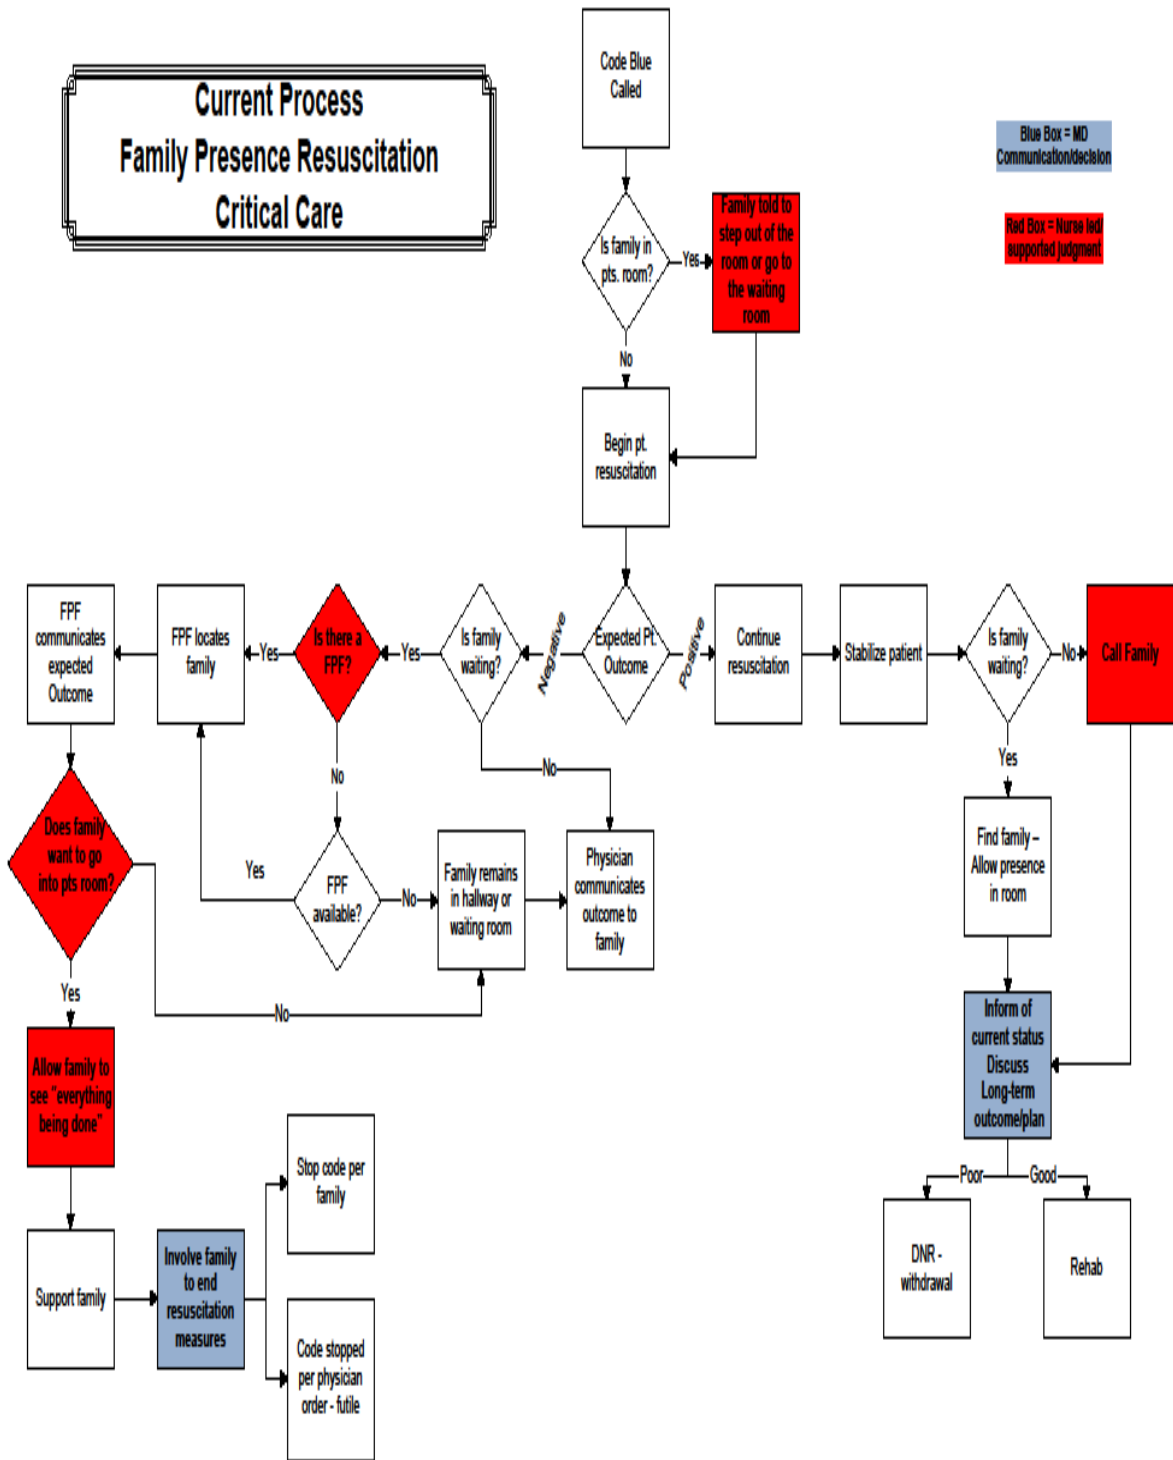 Current Process
Family Presence Resuscitation
Critical Care
Code Blue
Called
Blue Box = MD
Communication/decision
Red Box = Nurse led/
supported judgment
Is family in
pts. room?
Yes
Family told to
step out of the
room or go to
the waiting
room
No
Begin pt.
resuscitation
Expected Pt.
Outcome
Negative
Positive
Is family
waiting?
Yes
Is there a
FPF?
Yes
FPF locates
family
FPF
communicates
expected
Outcome
Continue
resuscitation
Stabilize patient
Is family
waiting?
No
Call Family
No
No
Yes
Does family
want to go
into pts room?
Yes
FPF
available?
No
Family remains
in hallway or
waiting room
Physician
communicates
outcome to
family
Find family –
Allow presence
in room
Yes
No
Allow family to
see "everything
being done"
Inform of
current status
Discuss
Long-term
outcome/plan
Poor
Good
Stop code per
family
DNR -
withdrawal
Rehab
Support family
Involve family
to end
resuscitation
measures
Code stopped
per physician
order - futile